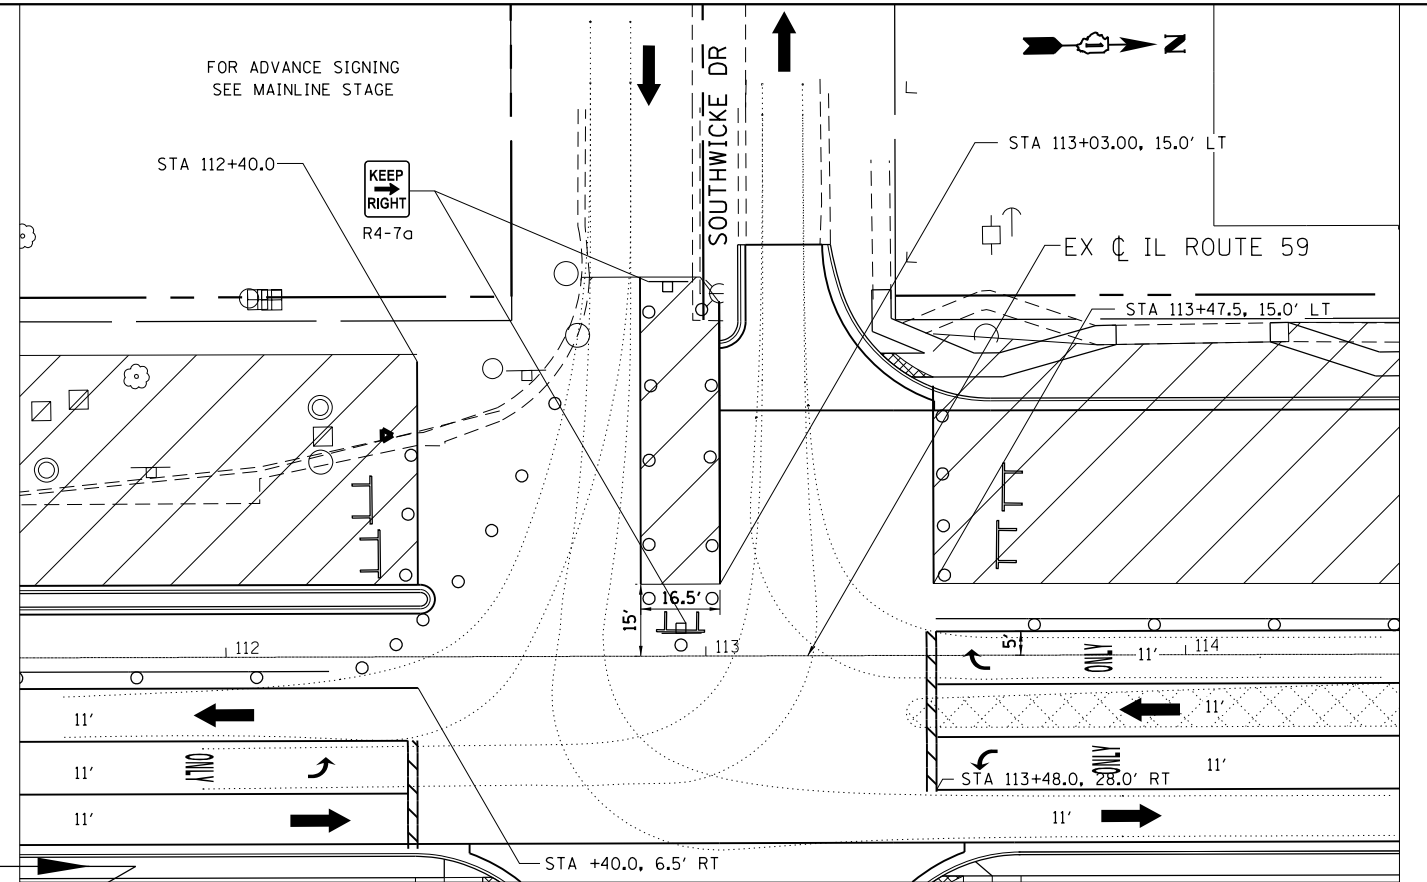 FOR ADVANCE SIGNING
SEE MAINLINE STAGE
SOUTHWICKE DR
N
STA 112+40.0
KEEP
RIGHT
R4-7a
STA 113+03.00, 15.0' LT
EX ℄ IL ROUTE 59
STA 113+47.5, 15.0' LT
16.5'
15'
5'
112
113
114
ONLY
11'
11'
11'
11'
ONLY
11'
ONLY
11'
STA 113+48.0, 28.0' RT
11'
11'
STA +40.0, 6.5' RT